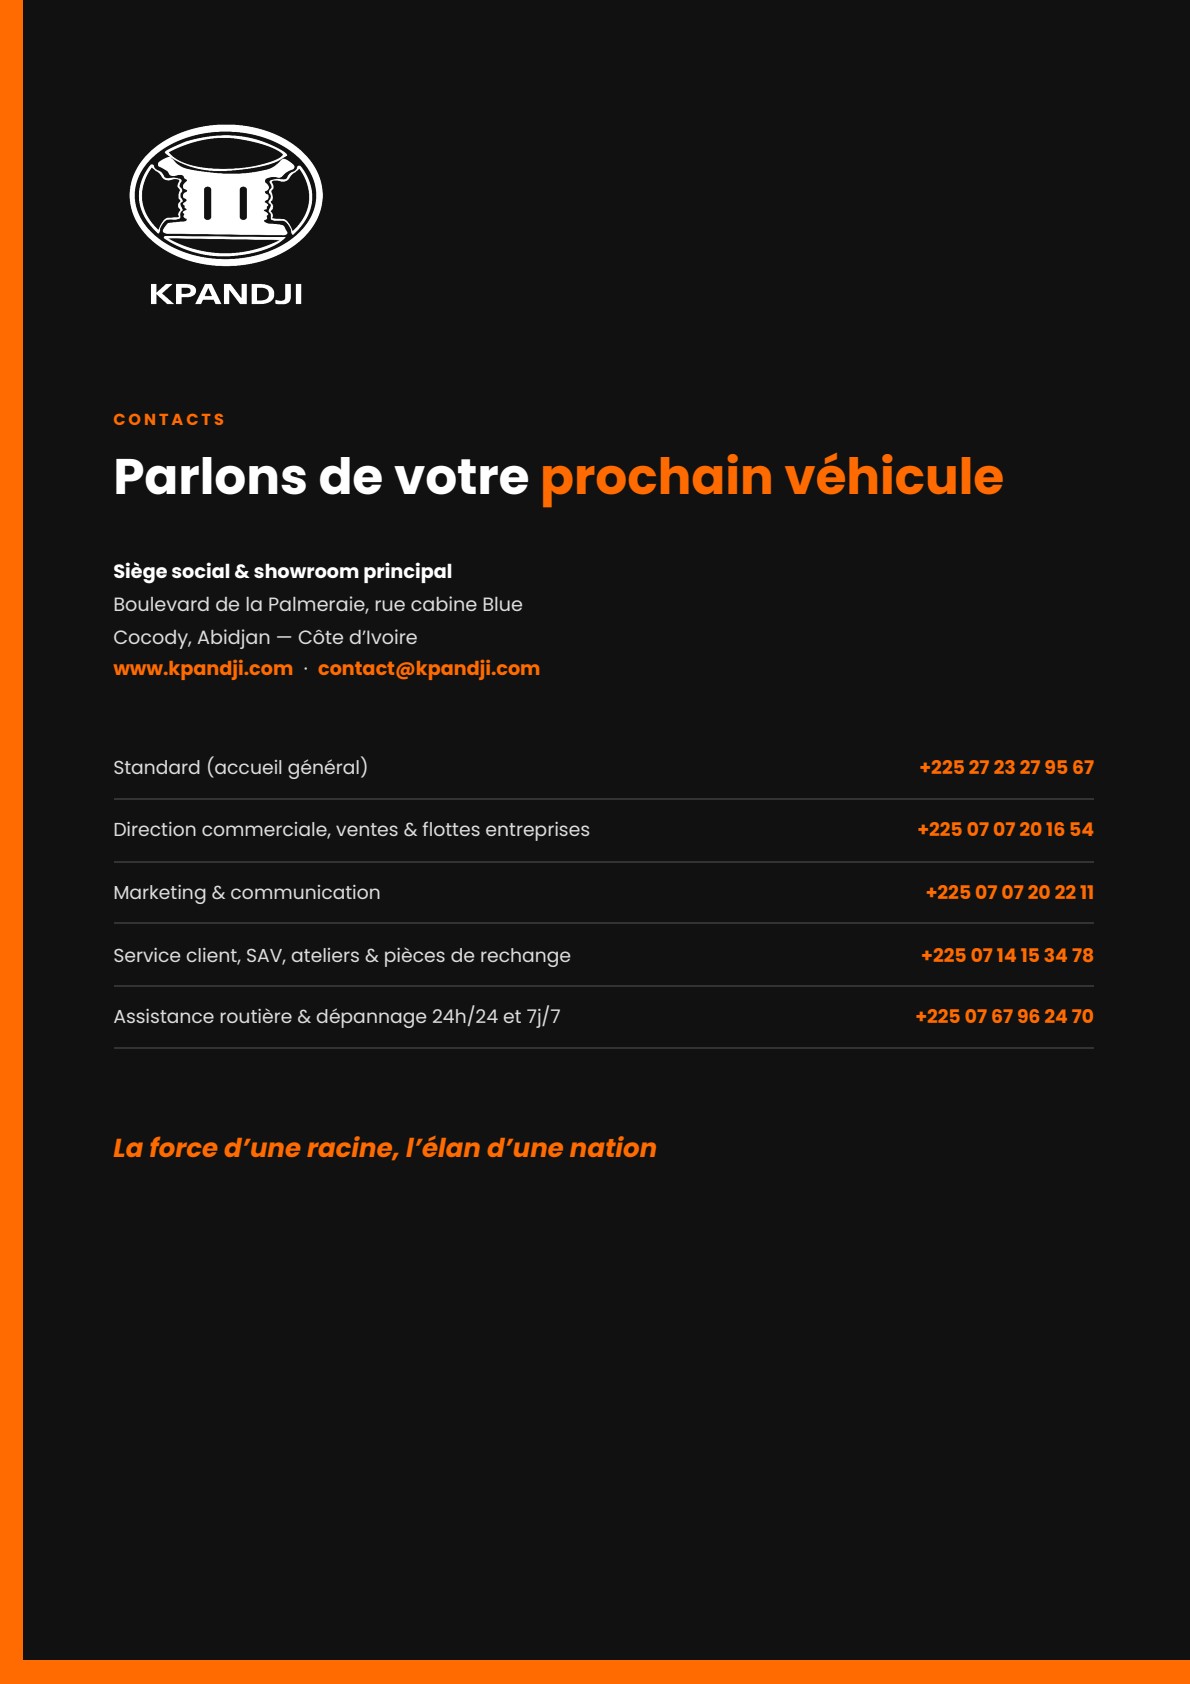 KPANDJI
CONTACTS
Parlons de votre prochain véhicule
Siège social & showroom principal
Boulevard de la Palmeraie, rue cabine Blue
Cocody, Abidjan — Côte d’Ivoire
www.kpandji.com · contact@kpandji.com
Standard (accueil général) +225 27 23 27 95 67
Direction commerciale, ventes & flottes entreprises +225 07 07 20 16 54
Marketing & communication +225 07 07 20 22 11
Service client, SAV, ateliers & pièces de rechange +225 07 14 15 34 78
Assistance routière & dépannage 24h/24 et 7j/7 +225 07 67 96 24 70
La force d’une racine, l’élan d’une nation